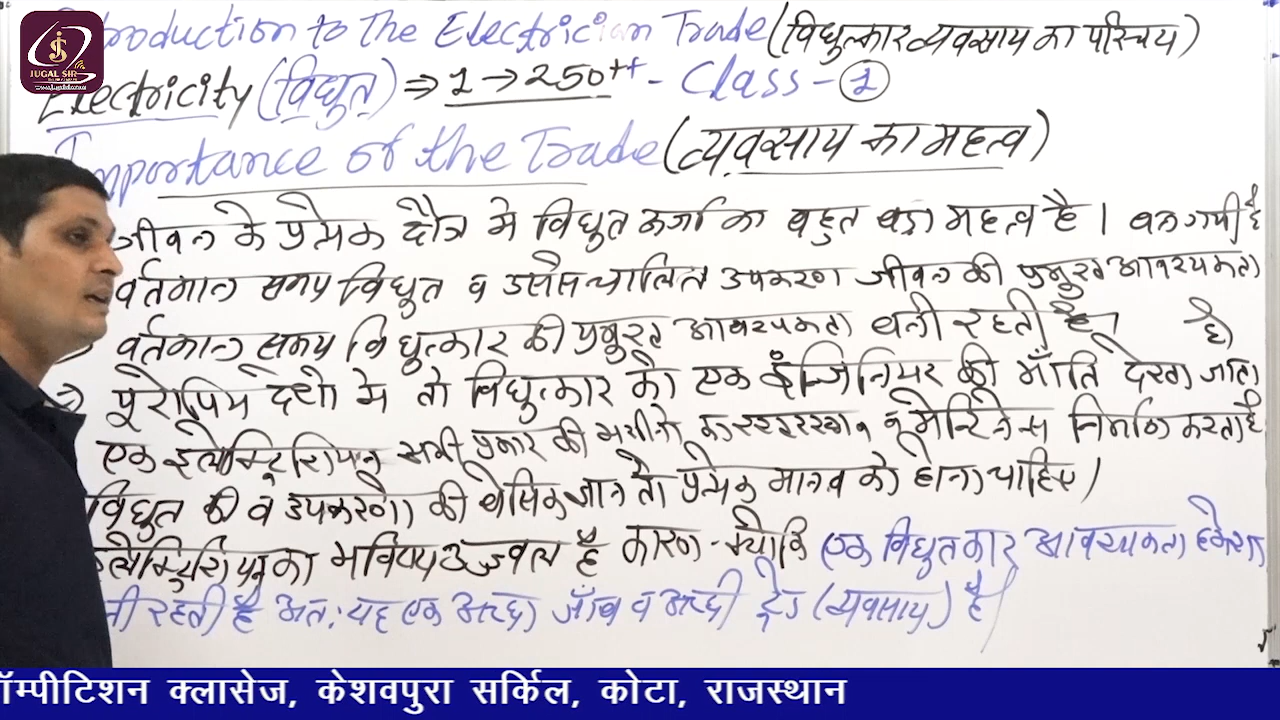 JS
JUGAL SIR
Introduction to the Electrician Trade (विधुत्कार व्यवसाय का परिचय)
Electricity (विधुत) ⇒ 1 → 250++ - Class - 1
Importance of the Trade (व्यवसाय का महत्व)
जीवन के प्रत्येक क्षैत्र मे विधुत ऊर्जा का बहुत बडा महत्व है । बन गयी है
वर्तमान समय विधुत व उससे संचालित उपकरण जीवन की प्रमुख आवश्यकता
वर्तमान समय विधुत्कार की प्रचुरत आवश्यकता बनी रहती है
है।
⇒ यूरोपिय देशो मे तो विधुत्कार को एक इंन्जिनियर की भाँति देखा जाता
एक इलेक्ट्रिशियन सभी प्रकार की मशीनो का रखरखाव व मेन्टिनेन्स निर्माण करता है
विधुत की व उपकरणो की बेसिक ज्ञान तो प्रत्येक मानव को होना चाहिए।
इलेक्ट्रिशियन का भविष्य उज्ज्वल है कारण - क्योकि एक विधुतकार आवश्यकता हमेशा
नी रहती है अतः यह एक अच्छा जॉब व अच्छी ट्रेड (व्यवसाय) है
ॉम्पीटिशन क्लासेज, केशवपुरा सर्किल, कोटा, राजस्थान